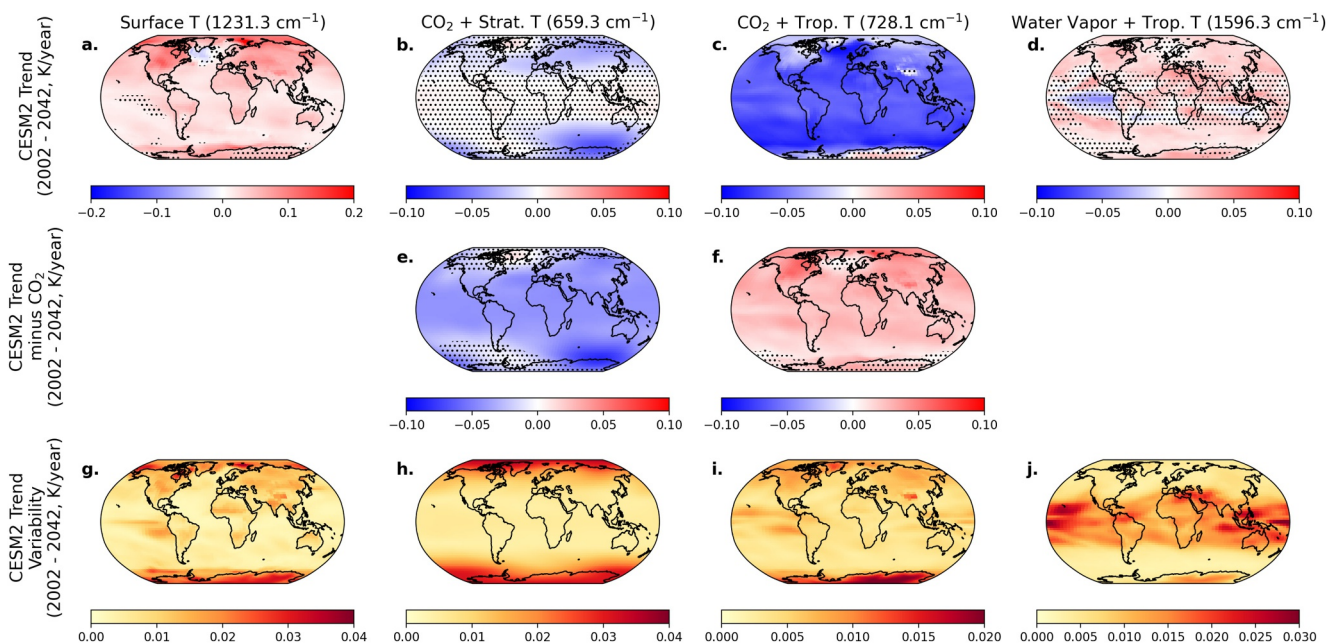 Surface T (1231.3 cm⁻¹)
CO₂ + Strat. T (659.3 cm⁻¹)
CO₂ + Trop. T (728.1 cm⁻¹)
Water Vapor + Trop. T (1596.3 cm⁻¹)
CESM2 Trend
(2002 - 2042, K/year)
a.
b.
c.
d.
−0.2 −0.1 0.0 0.1 0.2
−0.10 −0.05 0.00 0.05 0.10
−0.10 −0.05 0.00 0.05 0.10
−0.10 −0.05 0.00 0.05 0.10
CESM2 Trend
minus CO₂
(2002 - 2042, K/year)
e.
f.
−0.10 −0.05 0.00 0.05 0.10
−0.10 −0.05 0.00 0.05 0.10
CESM2 Trend
Variability
(2002 - 2042, K/year)
g.
h.
i.
j.
0.00 0.01 0.02 0.03 0.04
0.00 0.01 0.02 0.03 0.04
0.000 0.005 0.010 0.015 0.020
0.000 0.005 0.010 0.015 0.020 0.025 0.030